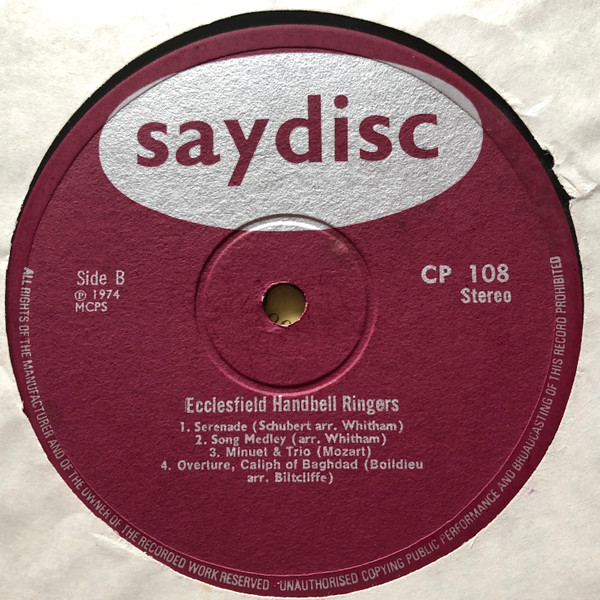 saydisc
Side B
℗ 1974
MCPS
CP 108
Stereo
Ecclesfield Handbell Ringers
1. Serenade (Schubert arr. Whitham)
2. Song Medley (arr. Whitham)
3. Minuet & Trio (Mozart)
4. Overture, Caliph of Baghdad (Boildieu
arr. Biltcliffe)
ALL RIGHTS OF THE MANUFACTURER AND OF THE OWNER OF THE RECORDED WORK RESERVED · UNAUTHORISED COPYING PUBLIC PERFORMANCE AND BROADCASTING OF THIS RECORD PROHIBITED